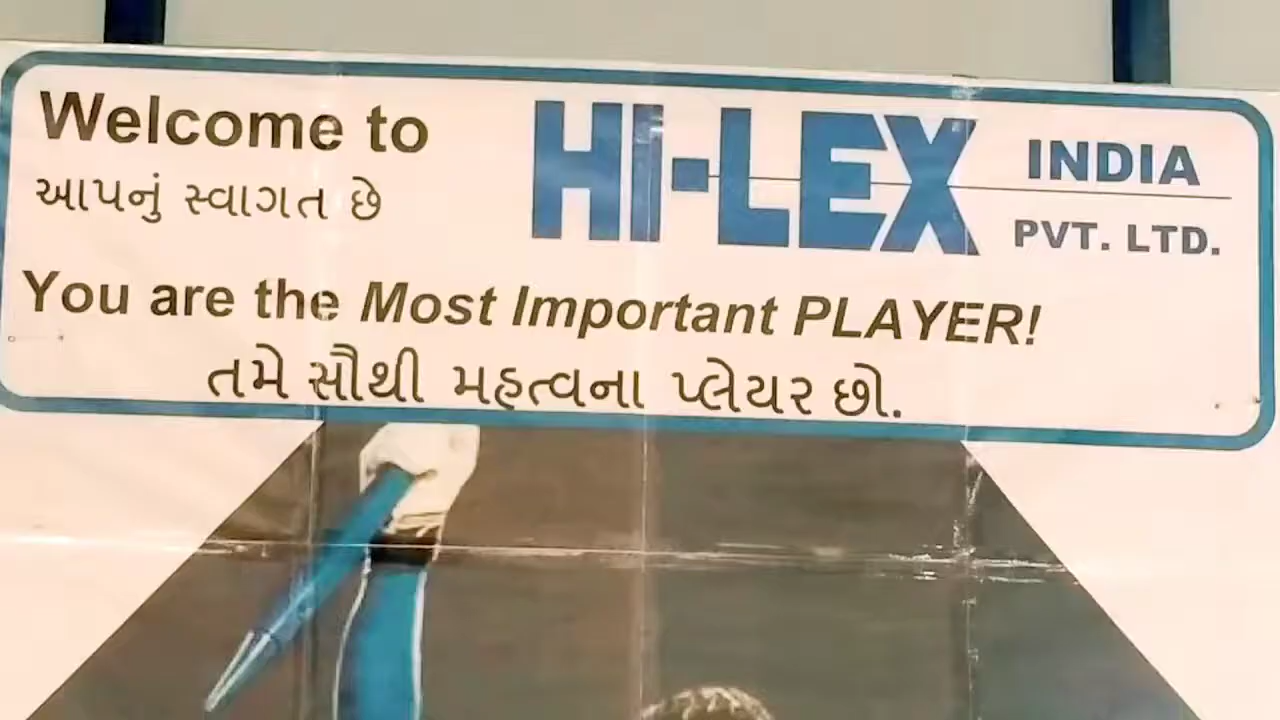 Welcome to
આપનું સ્વાગત છે
HI-LEX INDIA
PVT. LTD.
You are the Most Important PLAYER!
તમે સૌથી મહત્વના પ્લેયર છો.